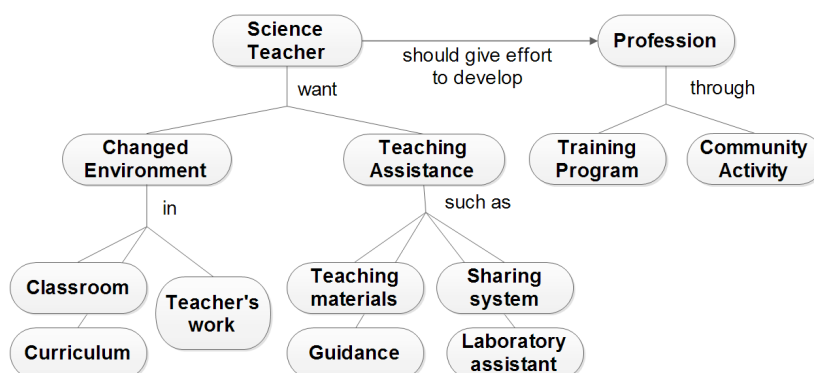 Science
Teacher
should give effort
to develop
Profession
want
through
Changed
Environment
Teaching
Assistance
Training
Program
Community
Activity
in
such as
Classroom
Teacher's
work
Teaching
materials
Sharing
system
Curriculum
Guidance
Laboratory
assistant